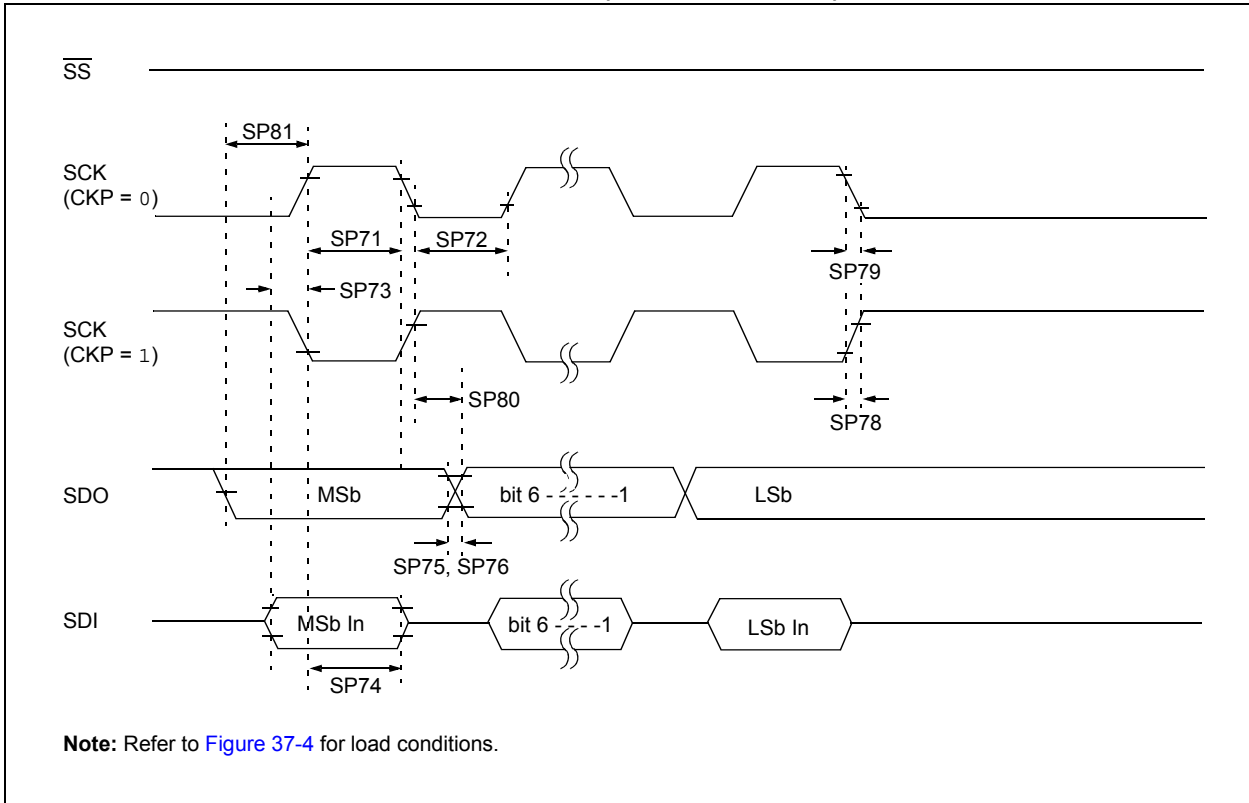 SS
SP81
SCK
(CKP = 0)
SP71
SP72
SP79
SP73
SCK
(CKP = 1)
SP80
SP78
SDO
MSb
bit 6 - - - - - -1
LSb
SP75, SP76
SDI
MSb In
bit 6 - - - -1
LSb In
SP74
Note: Refer to Figure 37-4 for load conditions.